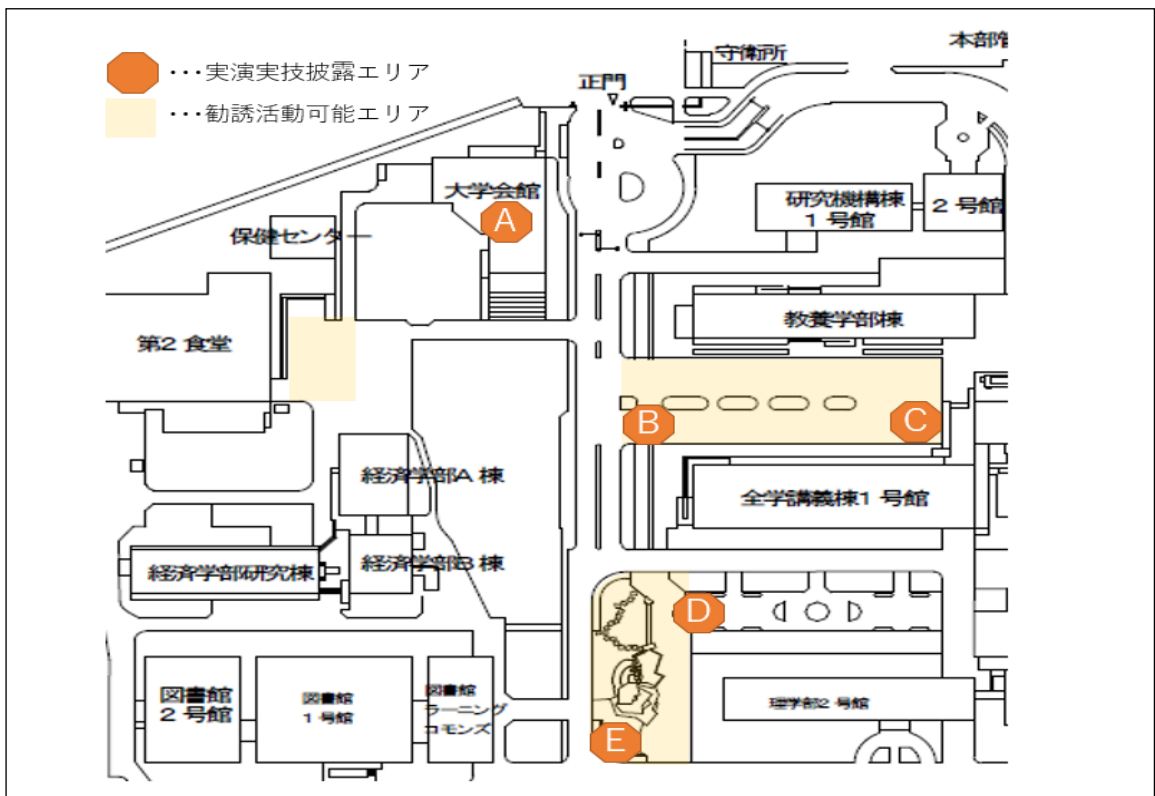 ・・・実演実技披露エリア
・・・勧誘活動可能エリア
守衛所
本部管
正門
大学会館
A
保健センター
研究機構棟
1 号館
2 号館
第2 食堂
教養学部棟
B
C
経済学部A 棟
全学講義棟1 号館
経済学部研究棟
経済学部B 棟
D
図書館
2 号館
図書館
1 号館
図書館
ラーニング
コモンズ
理学部2 号館
E